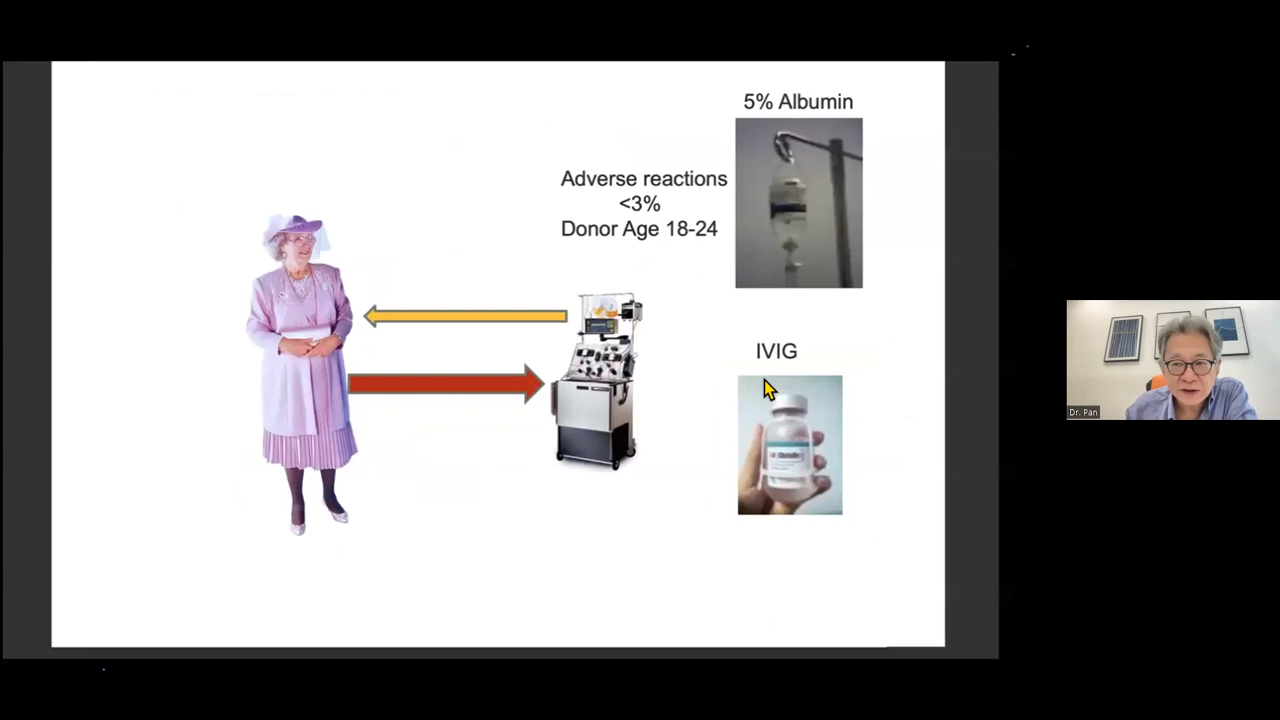 5% Albumin
Adverse reactions
<3%
Donor Age 18-24
IVIG
Dr. Pan